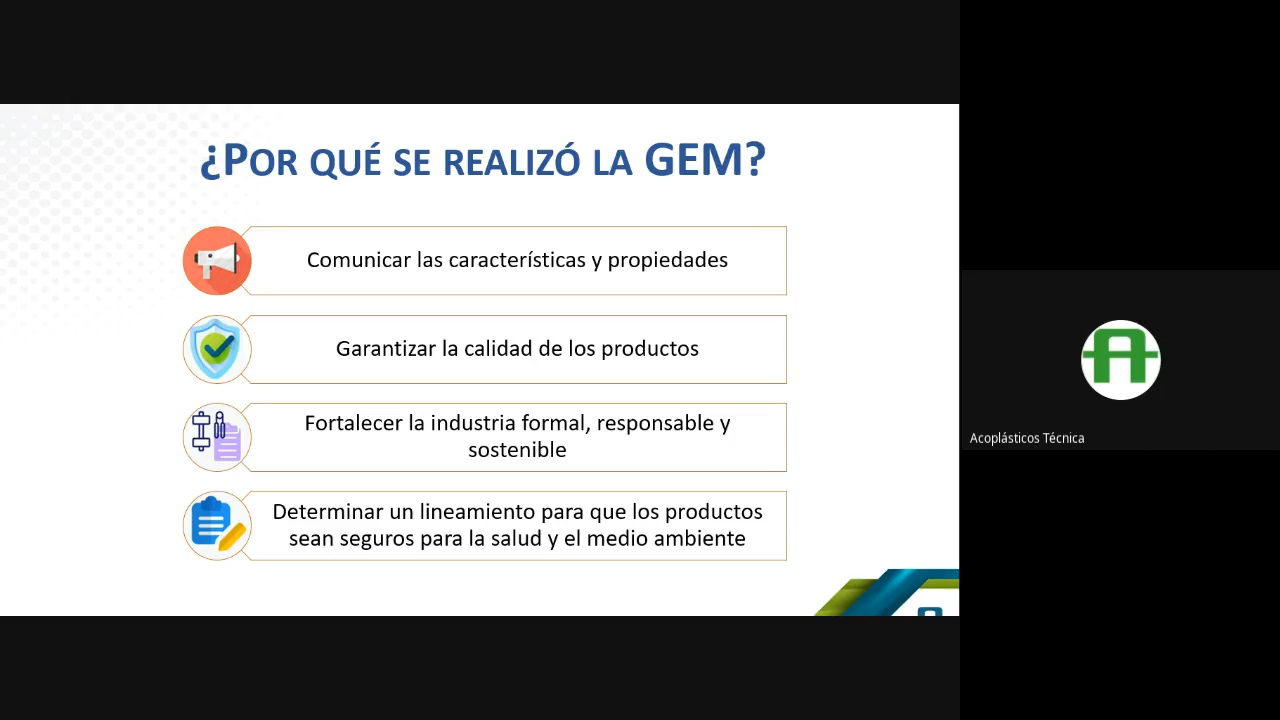 ¿POR QUÉ SE REALIZÓ LA GEM?
Comunicar las características y propiedades
Garantizar la calidad de los productos
Fortalecer la industria formal, responsable y
sostenible
Determinar un lineamiento para que los productos
sean seguros para la salud y el medio ambiente
Acoplásticos Técnica